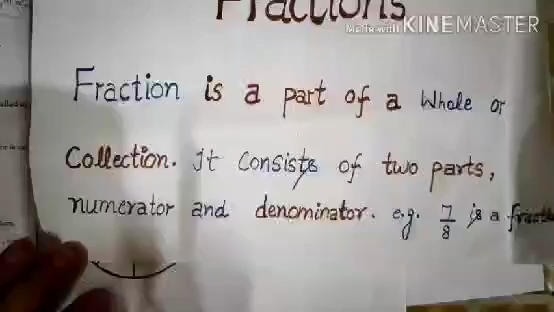 Fractions
Made with KINEMASTER
Fraction is a part of a whole or
Collection. It consists of two parts,
numerator and denominator. e.g. 7/8 is a